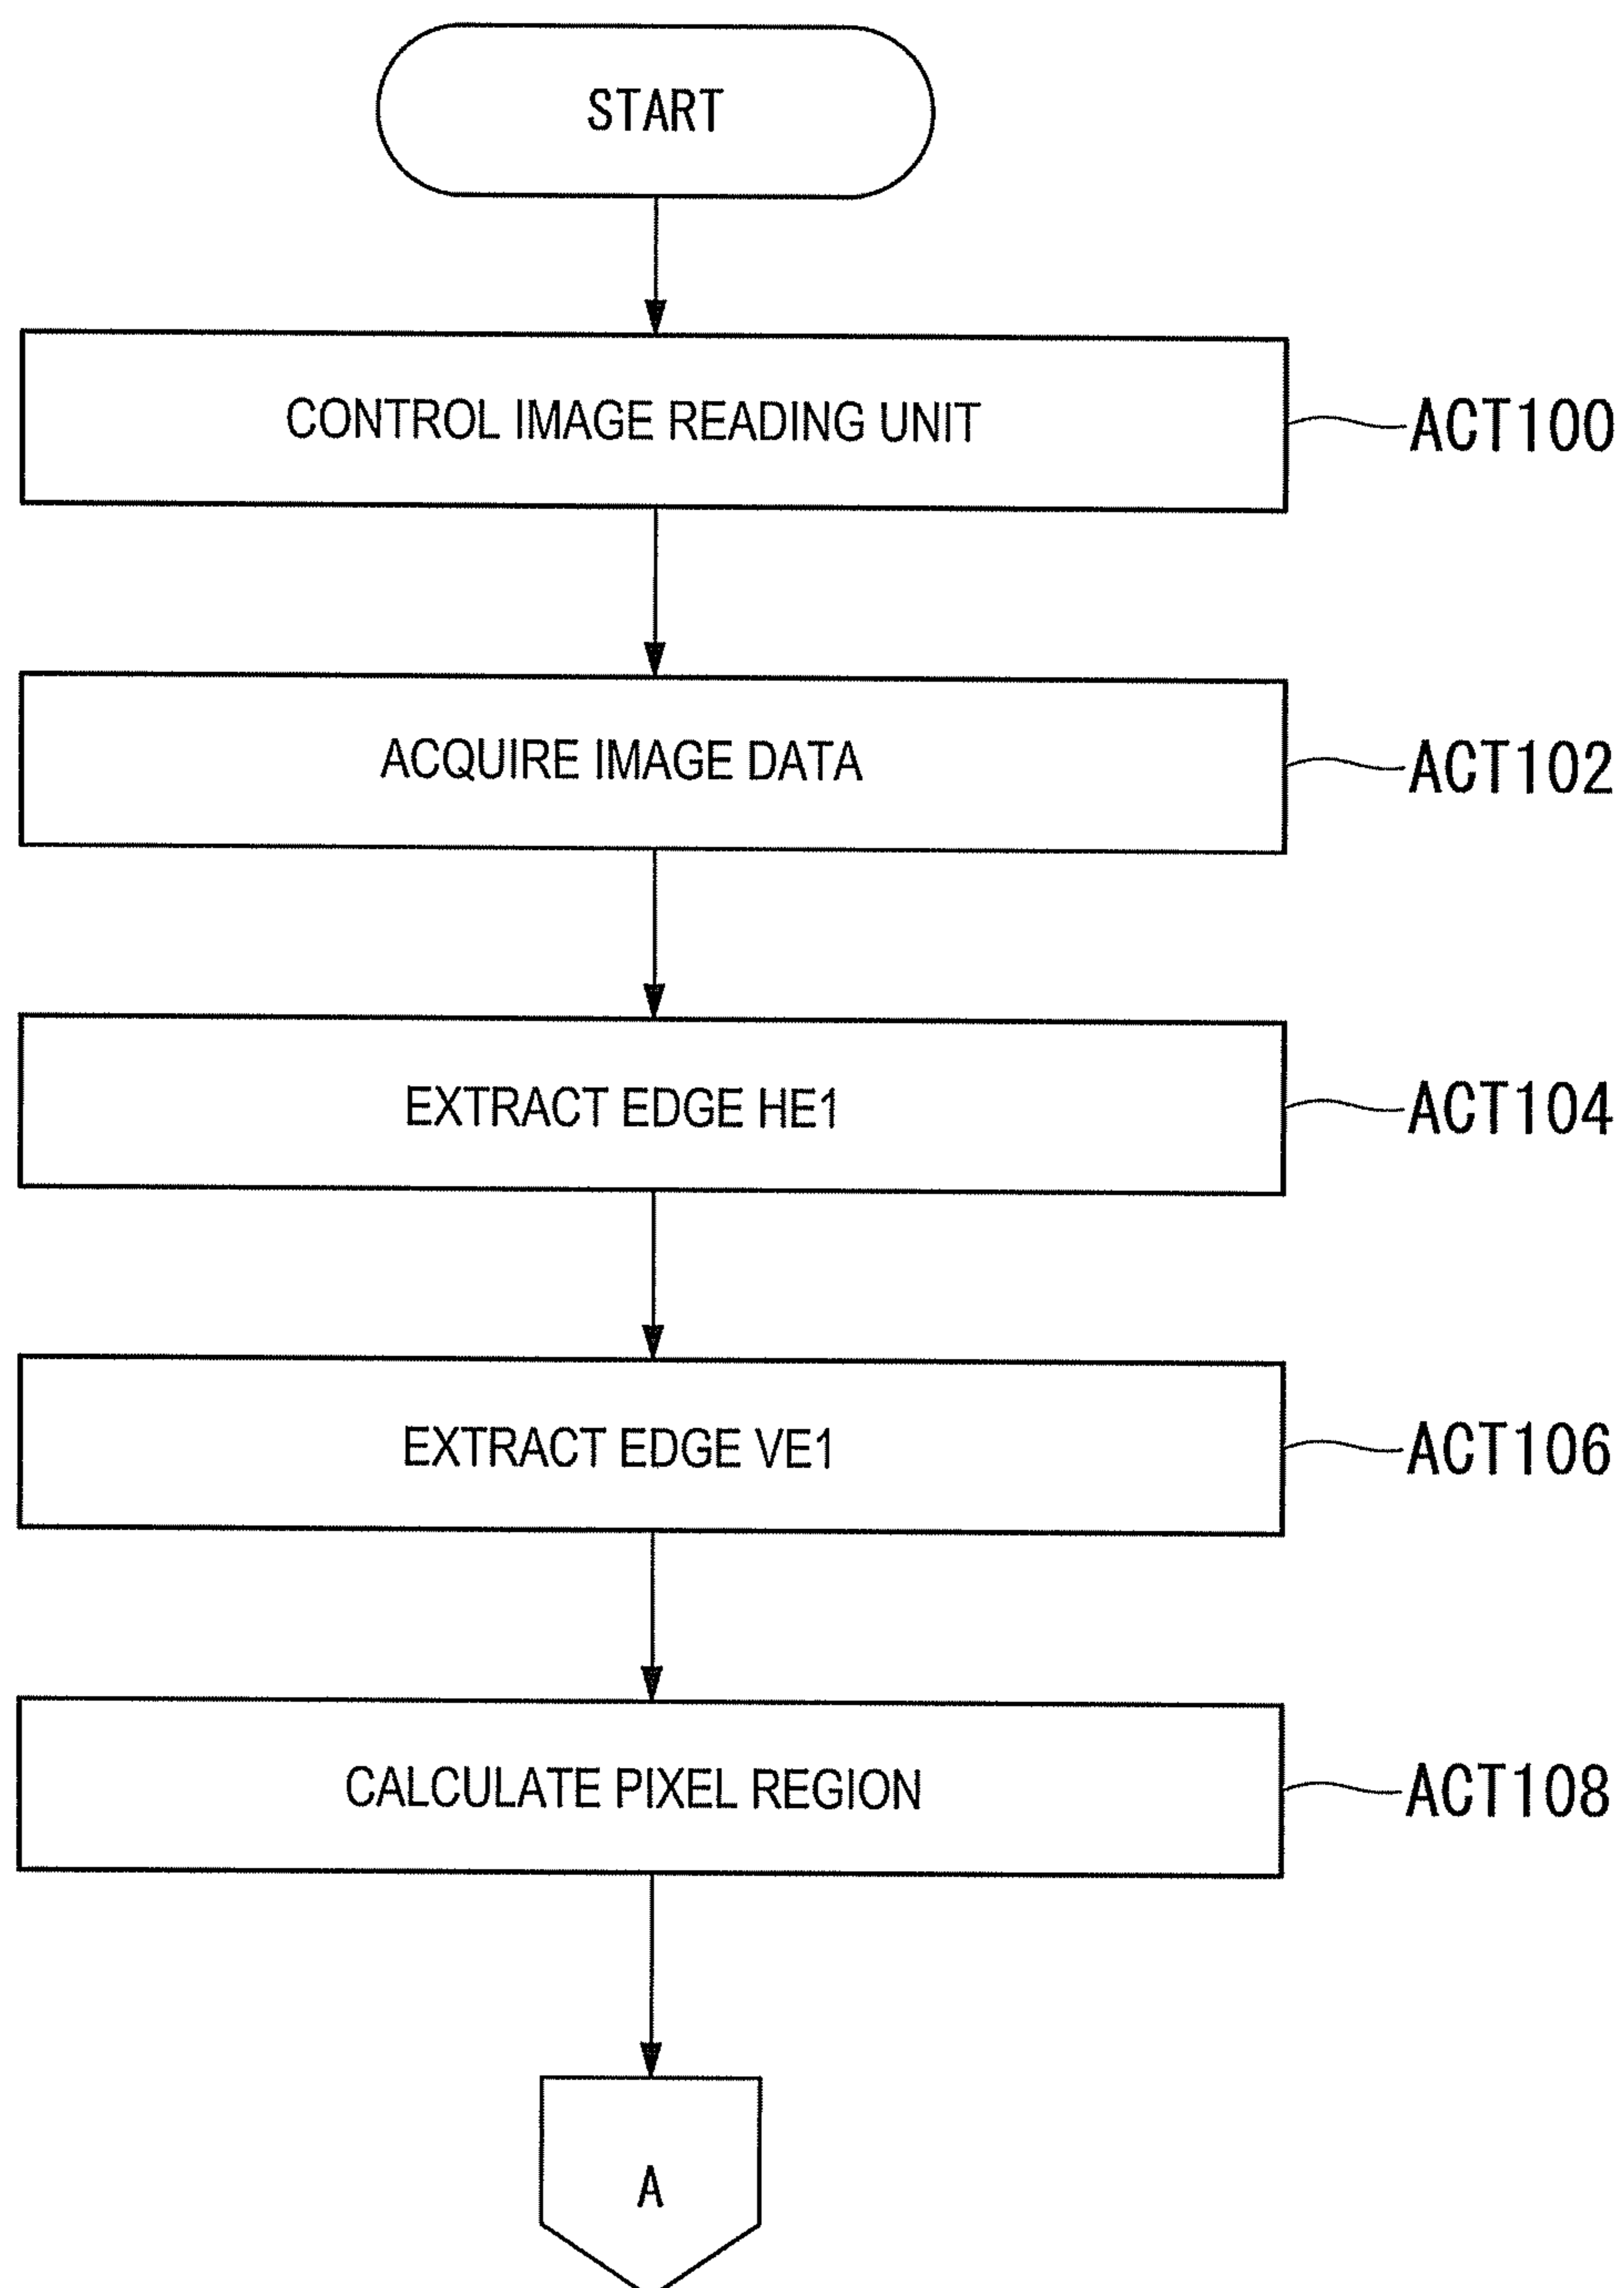 START
CONTROL IMAGE READING UNIT
ACT100
ACQUIRE IMAGE DATA
ACT102
EXTRACT EDGE HE1
ACT104
EXTRACT EDGE VE1
ACT106
CALCULATE PIXEL REGION
ACT108
A